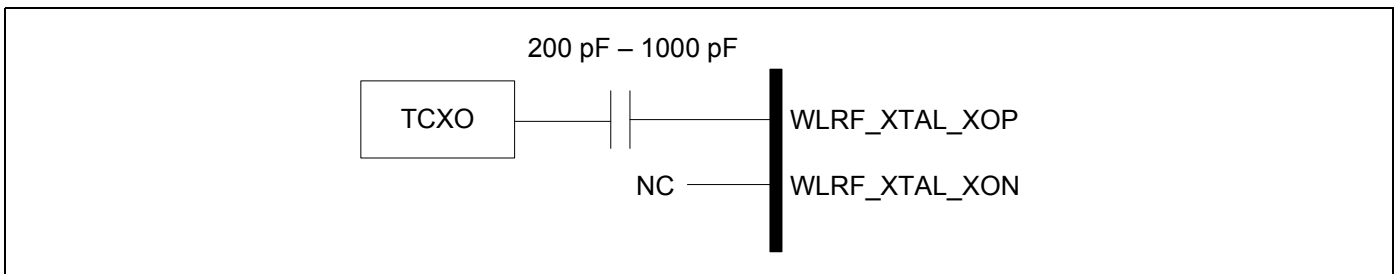 200 pF – 1000 pF
TCXO
WLRF_XTAL_XOP
NC
WLRF_XTAL_XON